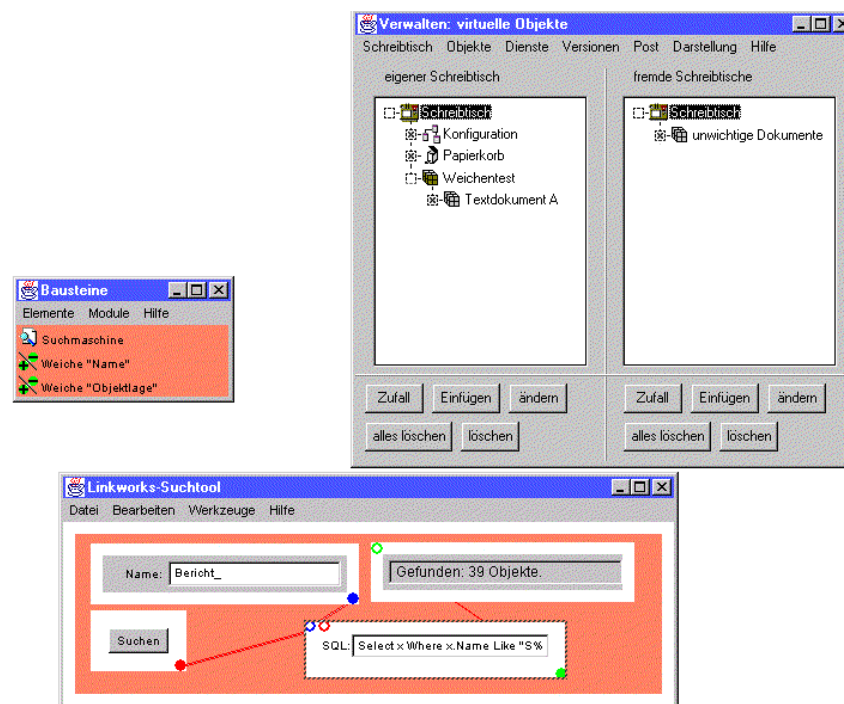 Verwalten: virtuelle Objekte
Schreibtisch Objekte Dienste Versionen Post Darstellung Hilfe
eigener Schreibtisch
Schreibtisch
Konfiguration
Papierkorb
Weichentest
Textdokument A
Zufall Einfügen ändern
alles löschen löschen
fremde Schreibtische
Schreibtisch
unwichtige Dokumente
Zufall Einfügen ändern
alles löschen löschen
Bausteine
Elemente Module Hilfe
Suchmaschine
Weiche "Name"
Weiche "Objektlage"
Linkworks-Suchtool
Datei Bearbeiten Werkzeuge Hilfe
Name: Bericht_
Gefunden: 39 Objekte.
Suchen
SQL: Select x Where x.Name Like "S%